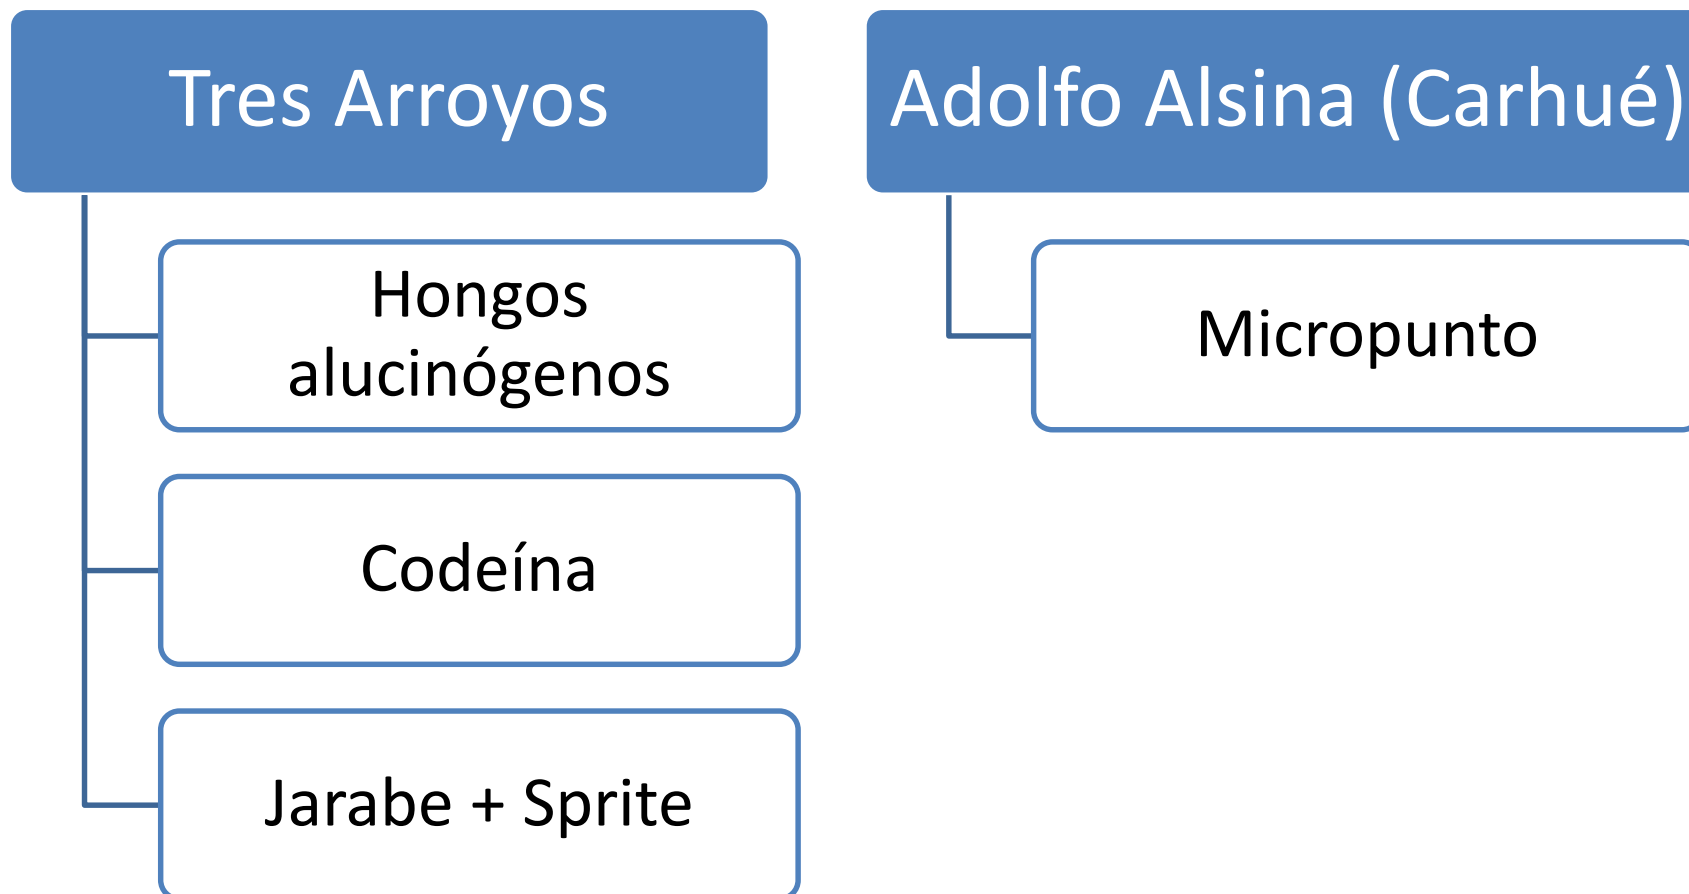 Tres Arroyos
Hongos
alucinógenos
Codeína
Jarabe + Sprite
Adolfo Alsina (Carhué)
Micropunto